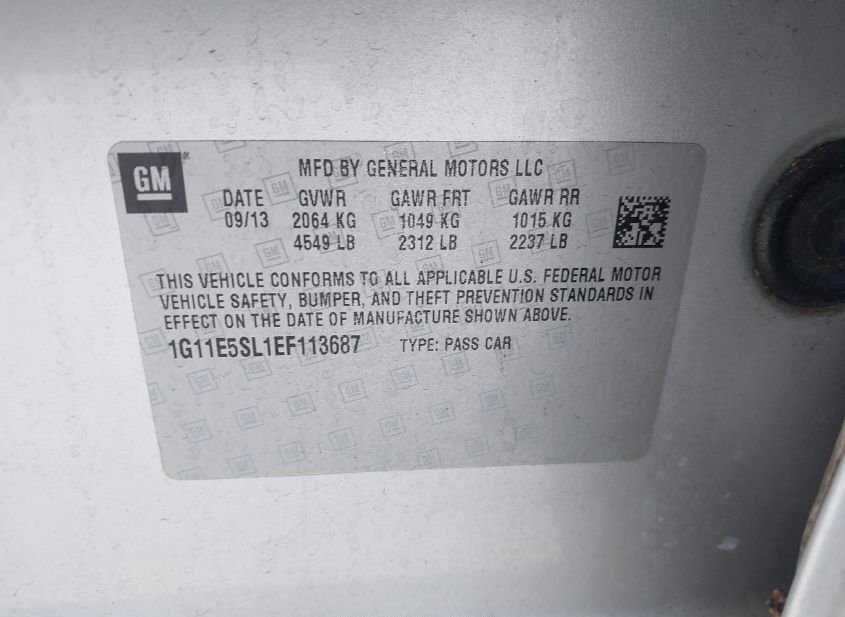 GM
MFD BY GENERAL MOTORS LLC
DATE GVWR GAWR FRT GAWR RR
09/13 2064 KG 1049 KG 1015 KG
4549 LB 2312 LB 2237 LB
THIS VEHICLE CONFORMS TO ALL APPLICABLE U.S. FEDERAL MOTOR
VEHICLE SAFETY, BUMPER, AND THEFT PREVENTION STANDARDS IN
EFFECT ON THE DATE OF MANUFACTURE SHOWN ABOVE.
1G11E5SL1EF113687 TYPE: PASS CAR